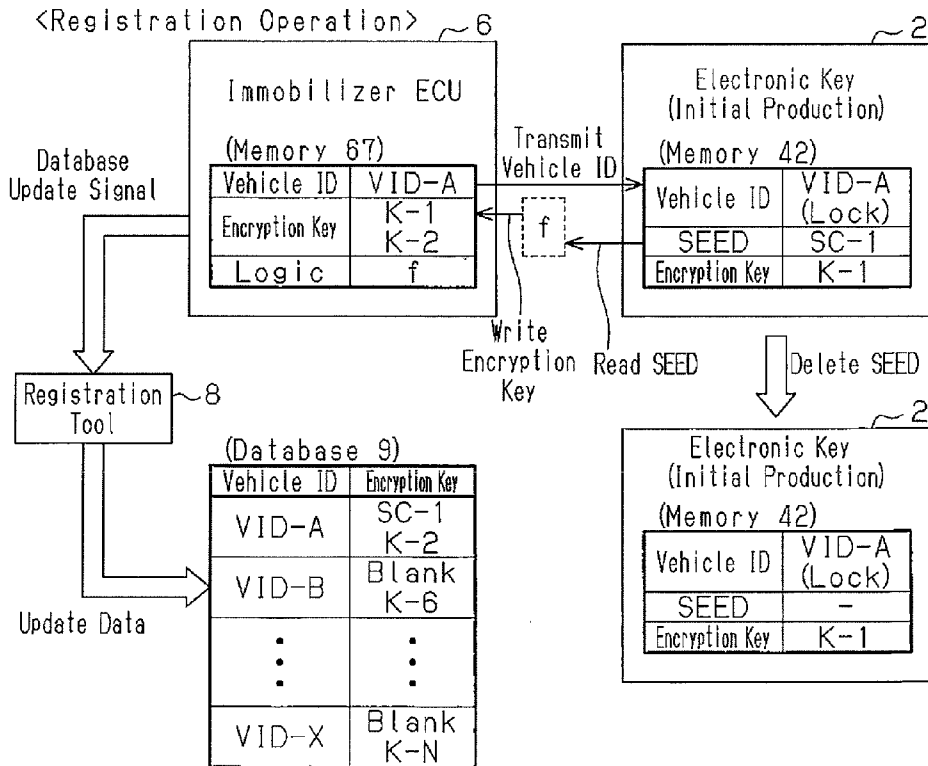 <Registration Operation>
6
Immobilizer ECU
(Memory 67)
Vehicle ID VID-A
Encryption Key K-1
K-2
Logic f
Database
Update Signal
Transmit
Vehicle ID
f
Write
Encryption
Key
Read SEED
2
Electronic Key
(Initial Production)
(Memory 42)
Vehicle ID VID-A
(Lock)
SEED SC-1
Encryption Key K-1
Delete SEED
Registration
Tool
8
Update Data
(Database 9)
Vehicle ID Encryption Key
VID-A SC-1
K-2
VID-B Blank
K-6
VID-X Blank
K-N
2
Electronic Key
(Initial Production)
(Memory 42)
Vehicle ID VID-A
(Lock)
SEED -
Encryption Key K-1